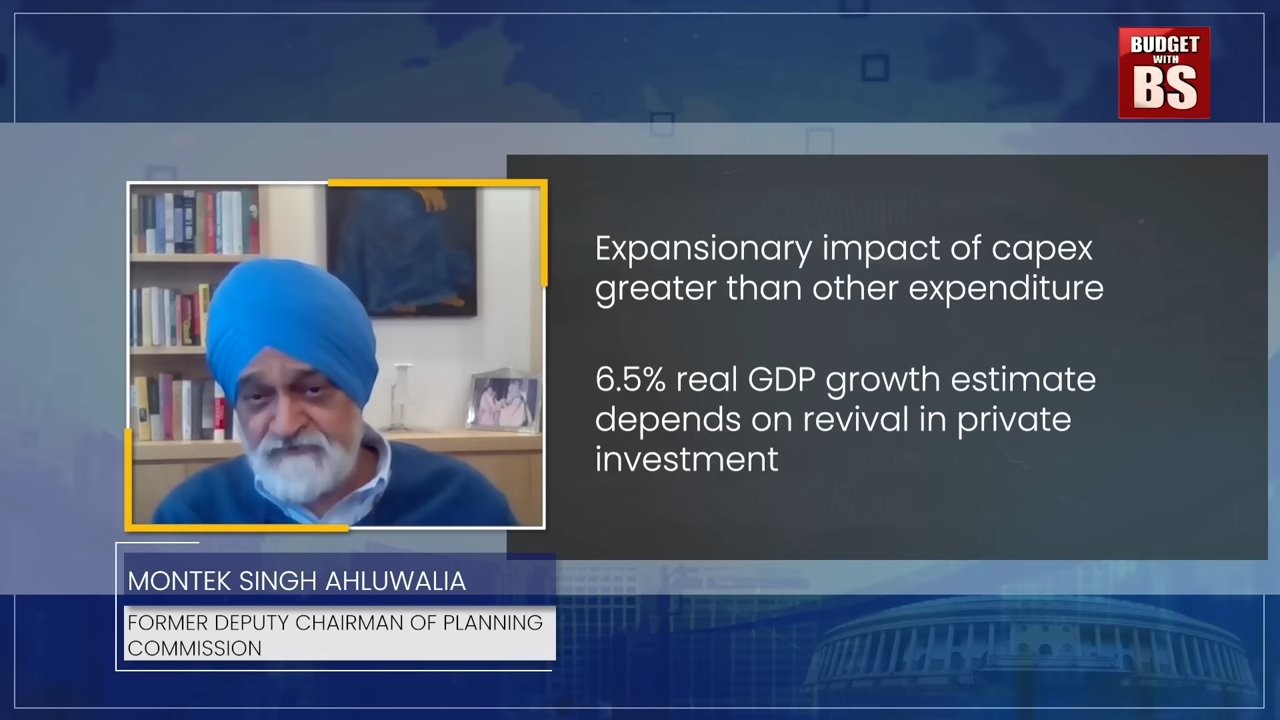 BUDGET
WITH
BS
Expansionary impact of capex
greater than other expenditure
6.5% real GDP growth estimate
depends on revival in private
investment
MONTEK SINGH AHLUWALIA
FORMER DEPUTY CHAIRMAN OF PLANNING
COMMISSION